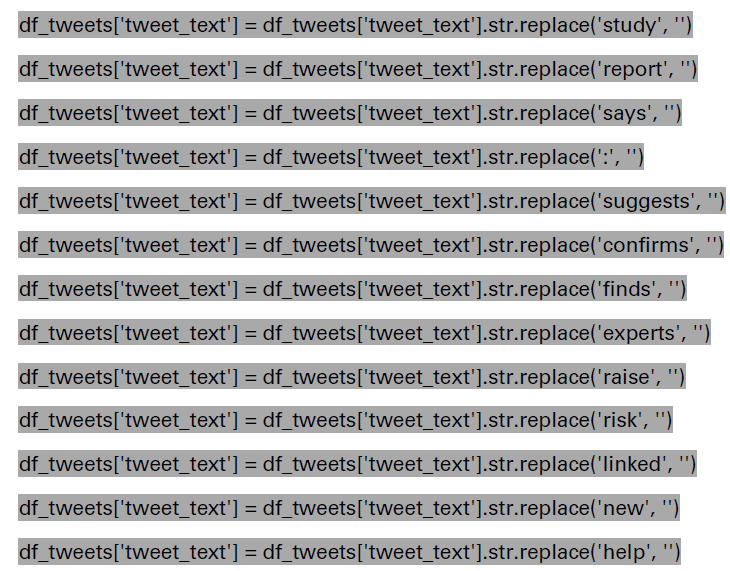 df_tweets['tweet_text'] = df_tweets['tweet_text'].str.replace('study', '')
df_tweets['tweet_text'] = df_tweets['tweet_text'].str.replace('report', '')
df_tweets['tweet_text'] = df_tweets['tweet_text'].str.replace('says', '')
df_tweets['tweet_text'] = df_tweets['tweet_text'].str.replace(':', '')
df_tweets['tweet_text'] = df_tweets['tweet_text'].str.replace('suggests', '')
df_tweets['tweet_text'] = df_tweets['tweet_text'].str.replace('confirms', '')
df_tweets['tweet_text'] = df_tweets['tweet_text'].str.replace('finds', '')
df_tweets['tweet_text'] = df_tweets['tweet_text'].str.replace('experts', '')
df_tweets['tweet_text'] = df_tweets['tweet_text'].str.replace('raise', '')
df_tweets['tweet_text'] = df_tweets['tweet_text'].str.replace('risk', '')
df_tweets['tweet_text'] = df_tweets['tweet_text'].str.replace('linked', '')
df_tweets['tweet_text'] = df_tweets['tweet_text'].str.replace('new', '')
df_tweets['tweet_text'] = df_tweets['tweet_text'].str.replace('help', '')